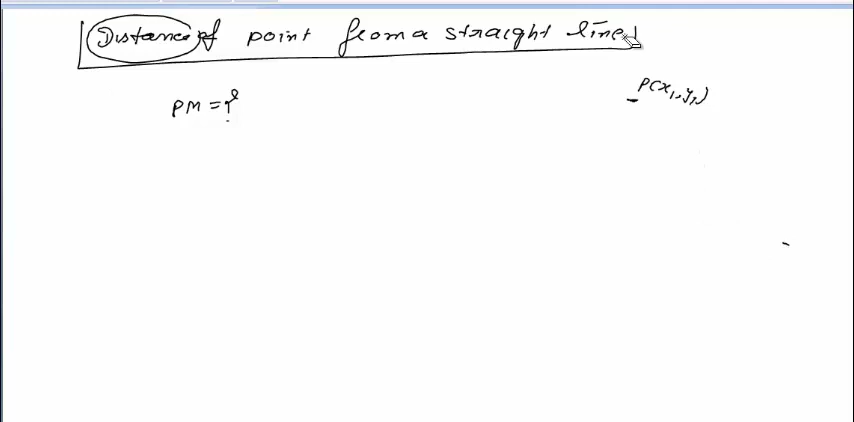 Distance of point from a straight line
P(x₁, y₁)
PM = ?